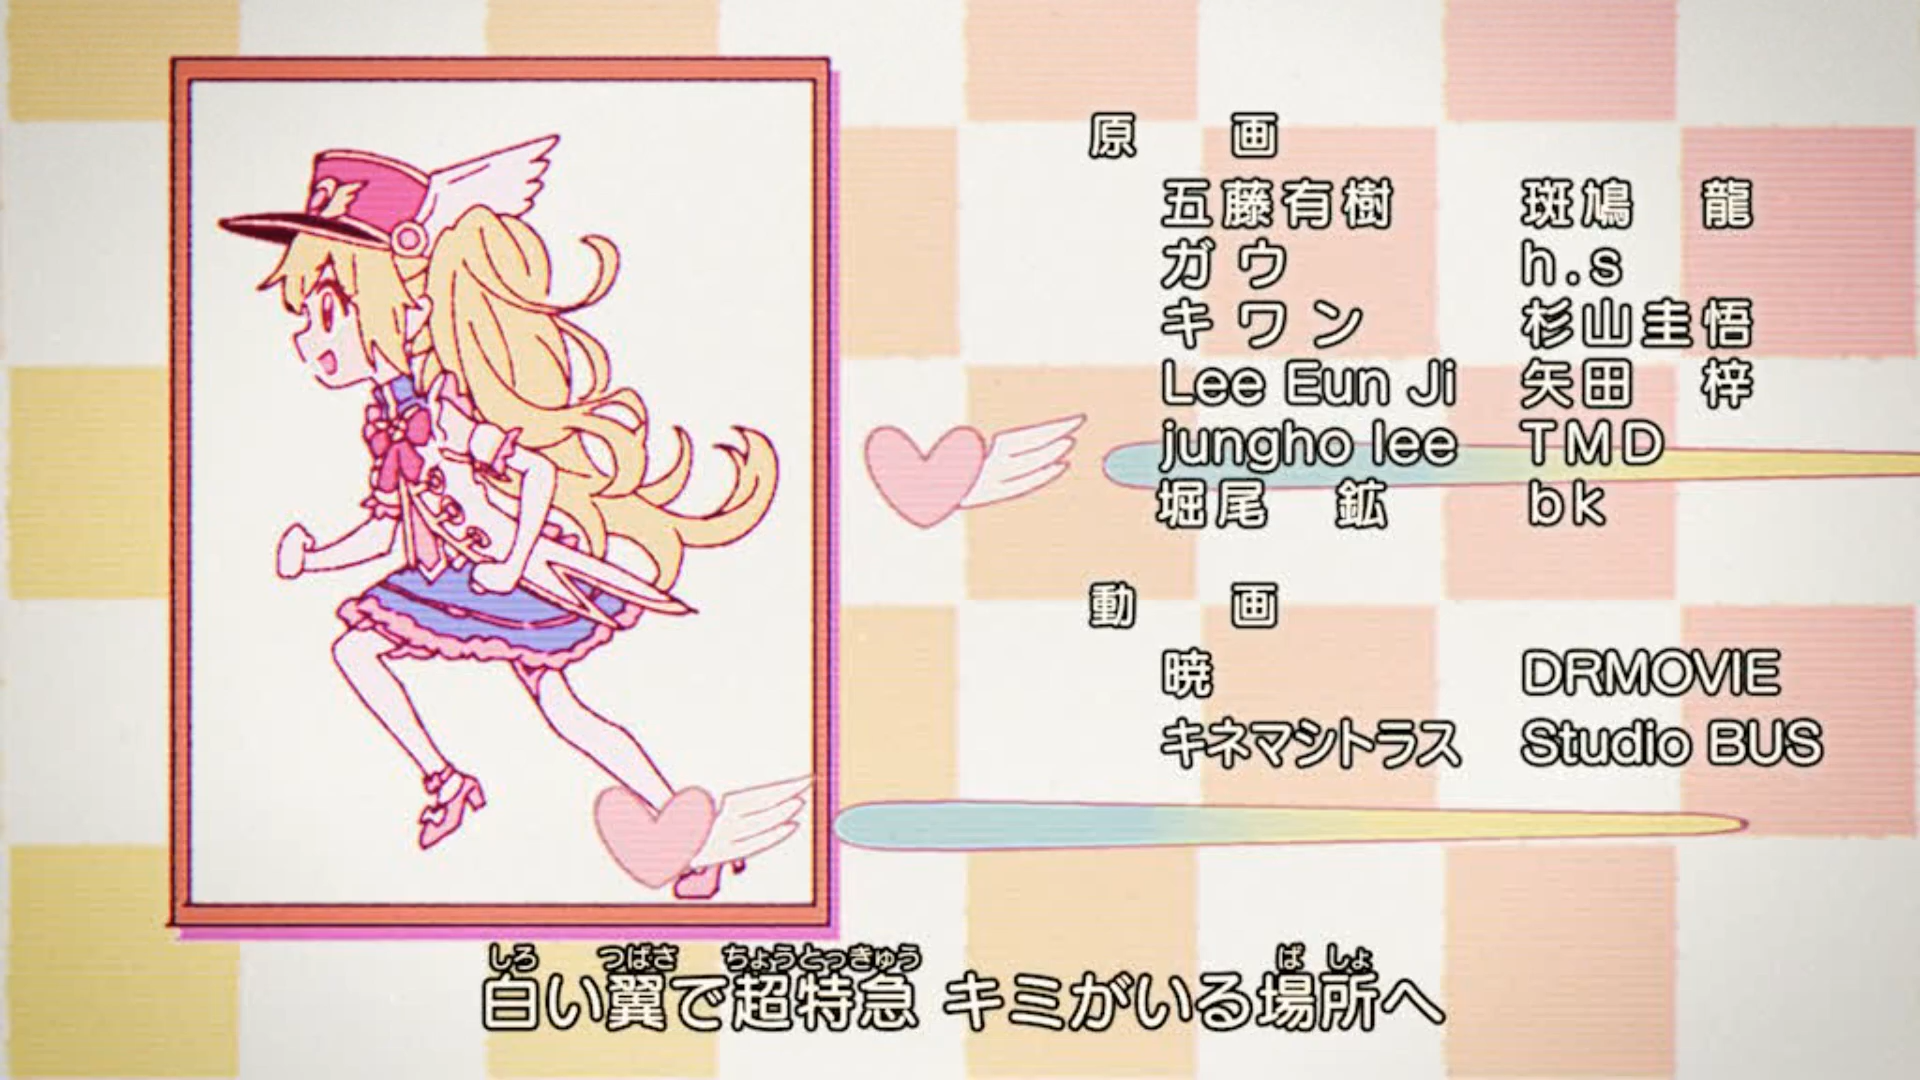 原画
五藤有樹 斑鳩 龍
ガウ h.s
キワン 杉山圭悟
Lee Eun Ji 矢田 梓
jungho lee TMD
堀尾 鉱 bk
動画
暁 DRMOVIE
キネマシトラス Studio BUS
しろ つばさ ちょうとっきゅう ば しょ
白い翼で超特急 キミがいる場所へ